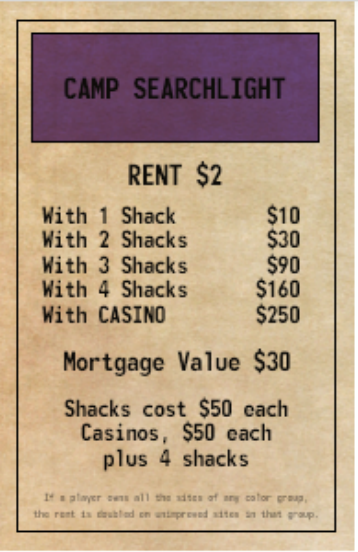 CAMP SEARCHLIGHT
RENT $2
With 1 Shack $10
With 2 Shacks $30
With 3 Shacks $90
With 4 Shacks $160
With CASINO $250
Mortgage Value $30
Shacks cost $50 each
Casinos, $50 each
plus 4 shacks
If a player owns all the sites of any color group,
the rent is doubled on unimproved sites in that group.